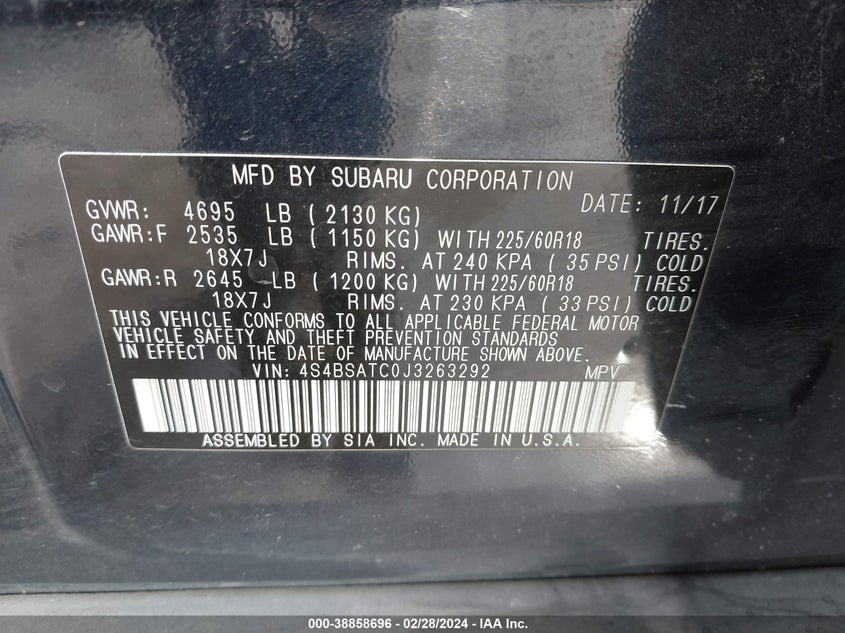 MFD BY SUBARU CORPORATION
DATE: 11/17
GVWR: 4695 LB ( 2130 KG)
GAWR:F 2535 LB ( 1150 KG) WITH 225/60R18 TIRES.
18X7J RIMS. AT 240 KPA ( 35 PSI) COLD
GAWR:R 2645 LB ( 1200 KG) WITH 225/60R18 TIRES.
18X7J RIMS. AT 230 KPA ( 33 PSI) COLD
THIS VEHICLE CONFORMS TO ALL APPLICABLE FEDERAL MOTOR
VEHICLE SAFETY AND THEFT PREVENTION STANDARDS
IN EFFECT ON THE DATE OF MANUFACTURE SHOWN ABOVE.
VIN: 4S4BSATC0J3263292 MPV
ASSEMBLED BY SIA INC. MADE IN U.S.A.
000-38858696 - 02/28/2024 - IAA Inc.